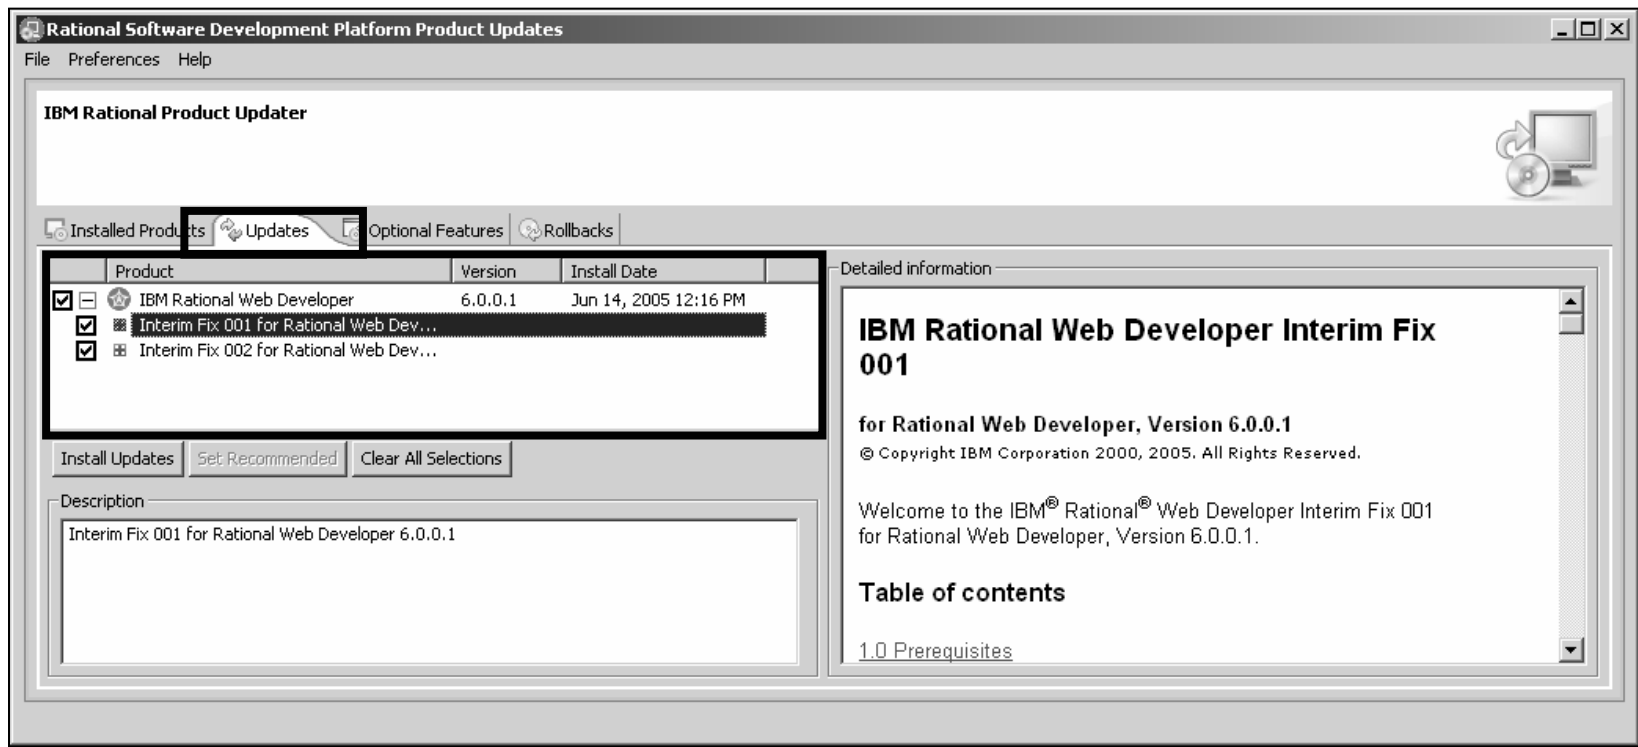 Rational Software Development Platform Product Updates
File Preferences Help
IBM Rational Product Updater
Installed Products Updates Optional Features Rollbacks
Product Version Install Date
IBM Rational Web Developer 6.0.0.1 Jun 14, 2005 12:16 PM
Interim Fix 001 for Rational Web Dev...
Interim Fix 002 for Rational Web Dev...
Install Updates Set Recommended Clear All Selections
Description
Interim Fix 001 for Rational Web Developer 6.0.0.1
Detailed information
IBM Rational Web Developer Interim Fix
001
for Rational Web Developer, Version 6.0.0.1
© Copyright IBM Corporation 2000, 2005. All Rights Reserved.
Welcome to the IBM® Rational® Web Developer Interim Fix 001
for Rational Web Developer, Version 6.0.0.1.
Table of contents
1.0 Prerequisites